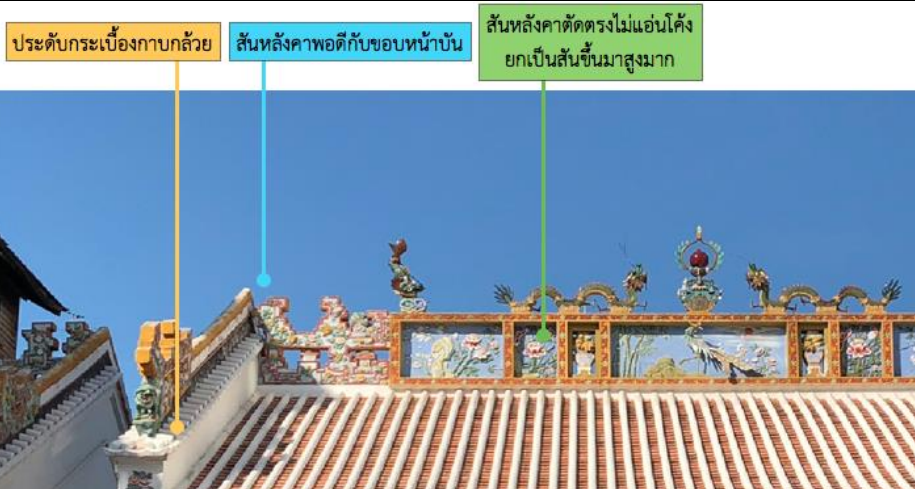 ประดับกระเบื้องกาบกล้วย
สันหลังคาพอดีกับขอบหน้าบัน
สันหลังคาตัดตรงไม่แอ่นโค้ง
ยกเป็นสันขึ้นมาสูงมาก